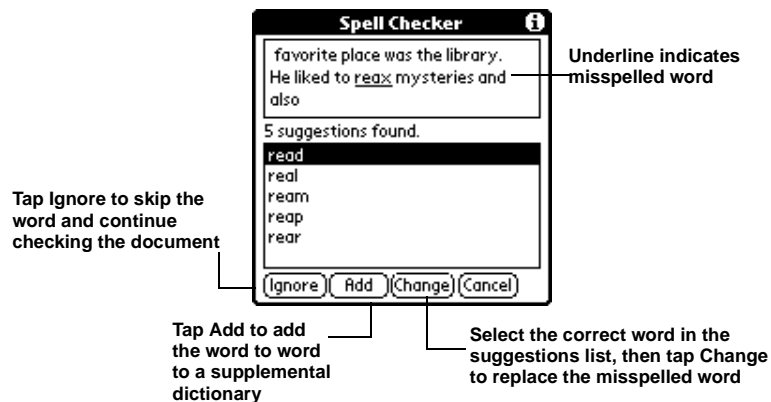 Spell Checker
favorite place was the library.
He liked to reax mysteries and
also
Underline indicates
misspelled word
5 suggestions found.
read
real
ream
reap
rear
Tap Ignore to skip the
word and continue
checking the document
Ignore Add Change Cancel
Tap Add to add
the word to word
to a supplemental
dictionary
Select the correct word in the
suggestions list, then tap Change
to replace the misspelled word